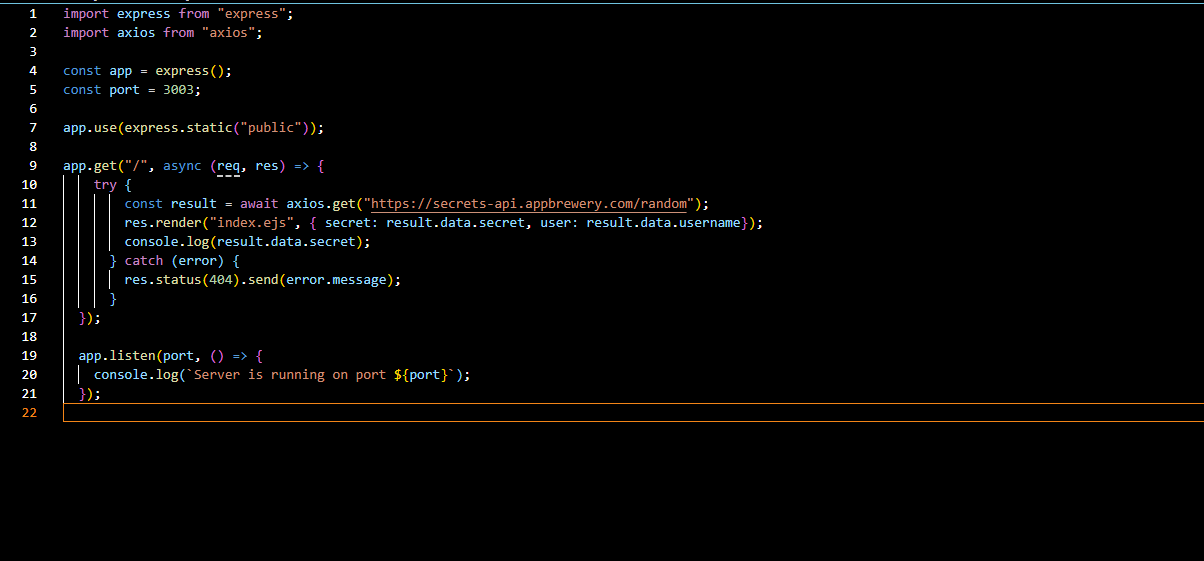 1 import express from "express";
2 import axios from "axios";
3
4 const app = express();
5 const port = 3003;
6
7 app.use(express.static("public"));
8
9 app.get("/", async (req, res) => {
10 try {
11 const result = await axios.get("https://secrets-api.appbrewery.com/random");
12 res.render("index.ejs", { secret: result.data.secret, user: result.data.username});
13 console.log(result.data.secret);
14 } catch (error) {
15 res.status(404).send(error.message);
16 }
17 });
18
19 app.listen(port, () => {
20 console.log(`Server is running on port ${port}`);
21 });
22